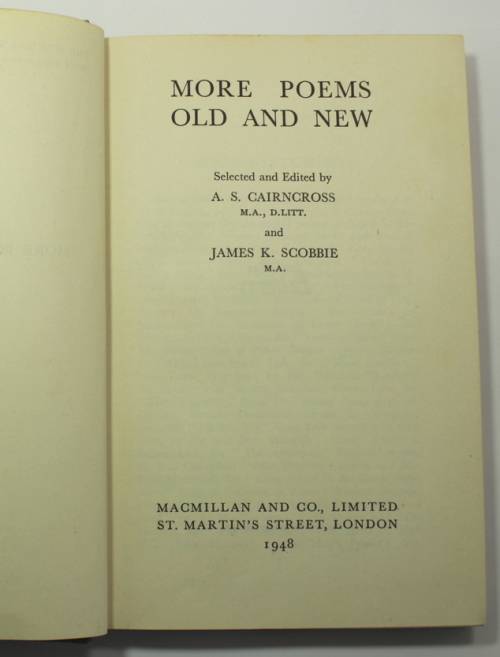 MORE POEMS
OLD AND NEW
Selected and Edited by
A. S. CAIRNCROSS
M.A., D.LITT.
and
JAMES K. SCOBBIE
M.A.
MACMILLAN AND CO., LIMITED
ST. MARTIN'S STREET, LONDON
1948